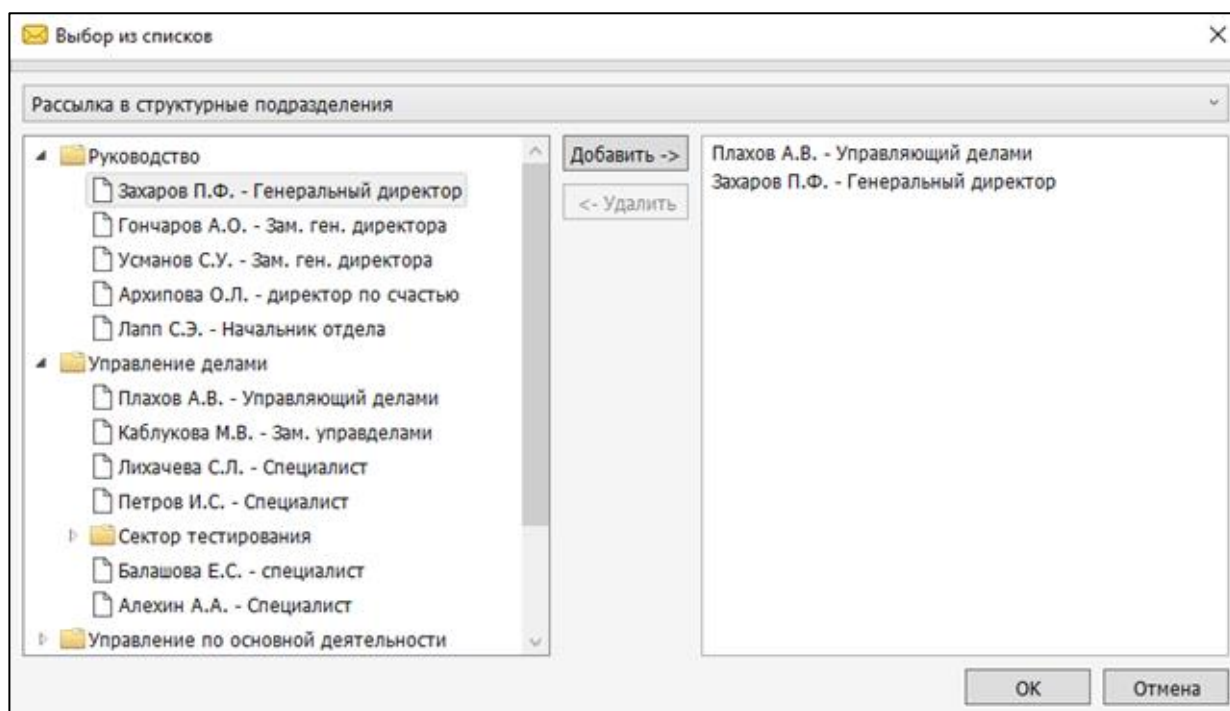 Выбор из списков
Рассылка в структурные подразделения
Руководство
Захаров П.Ф. - Генеральный директор
Гончаров А.О. - Зам. ген. директора
Усманов С.У. - Зам. ген. директора
Архипова О.Л. - директор по счастью
Лапп С.Э. - Начальник отдела
Управление делами
Плахов А.В. - Управляющий делами
Каблукова М.В. - Зам. управделами
Лихачева С.Л. - Специалист
Петров И.С. - Специалист
Сектор тестирования
Балашова Е.С. - специалист
Алехин А.А. - Специалист
Управление по основной деятельности
Добавить ->
<- Удалить
Плахов А.В. - Управляющий делами
Захаров П.Ф. - Генеральный директор
ОК
Отмена